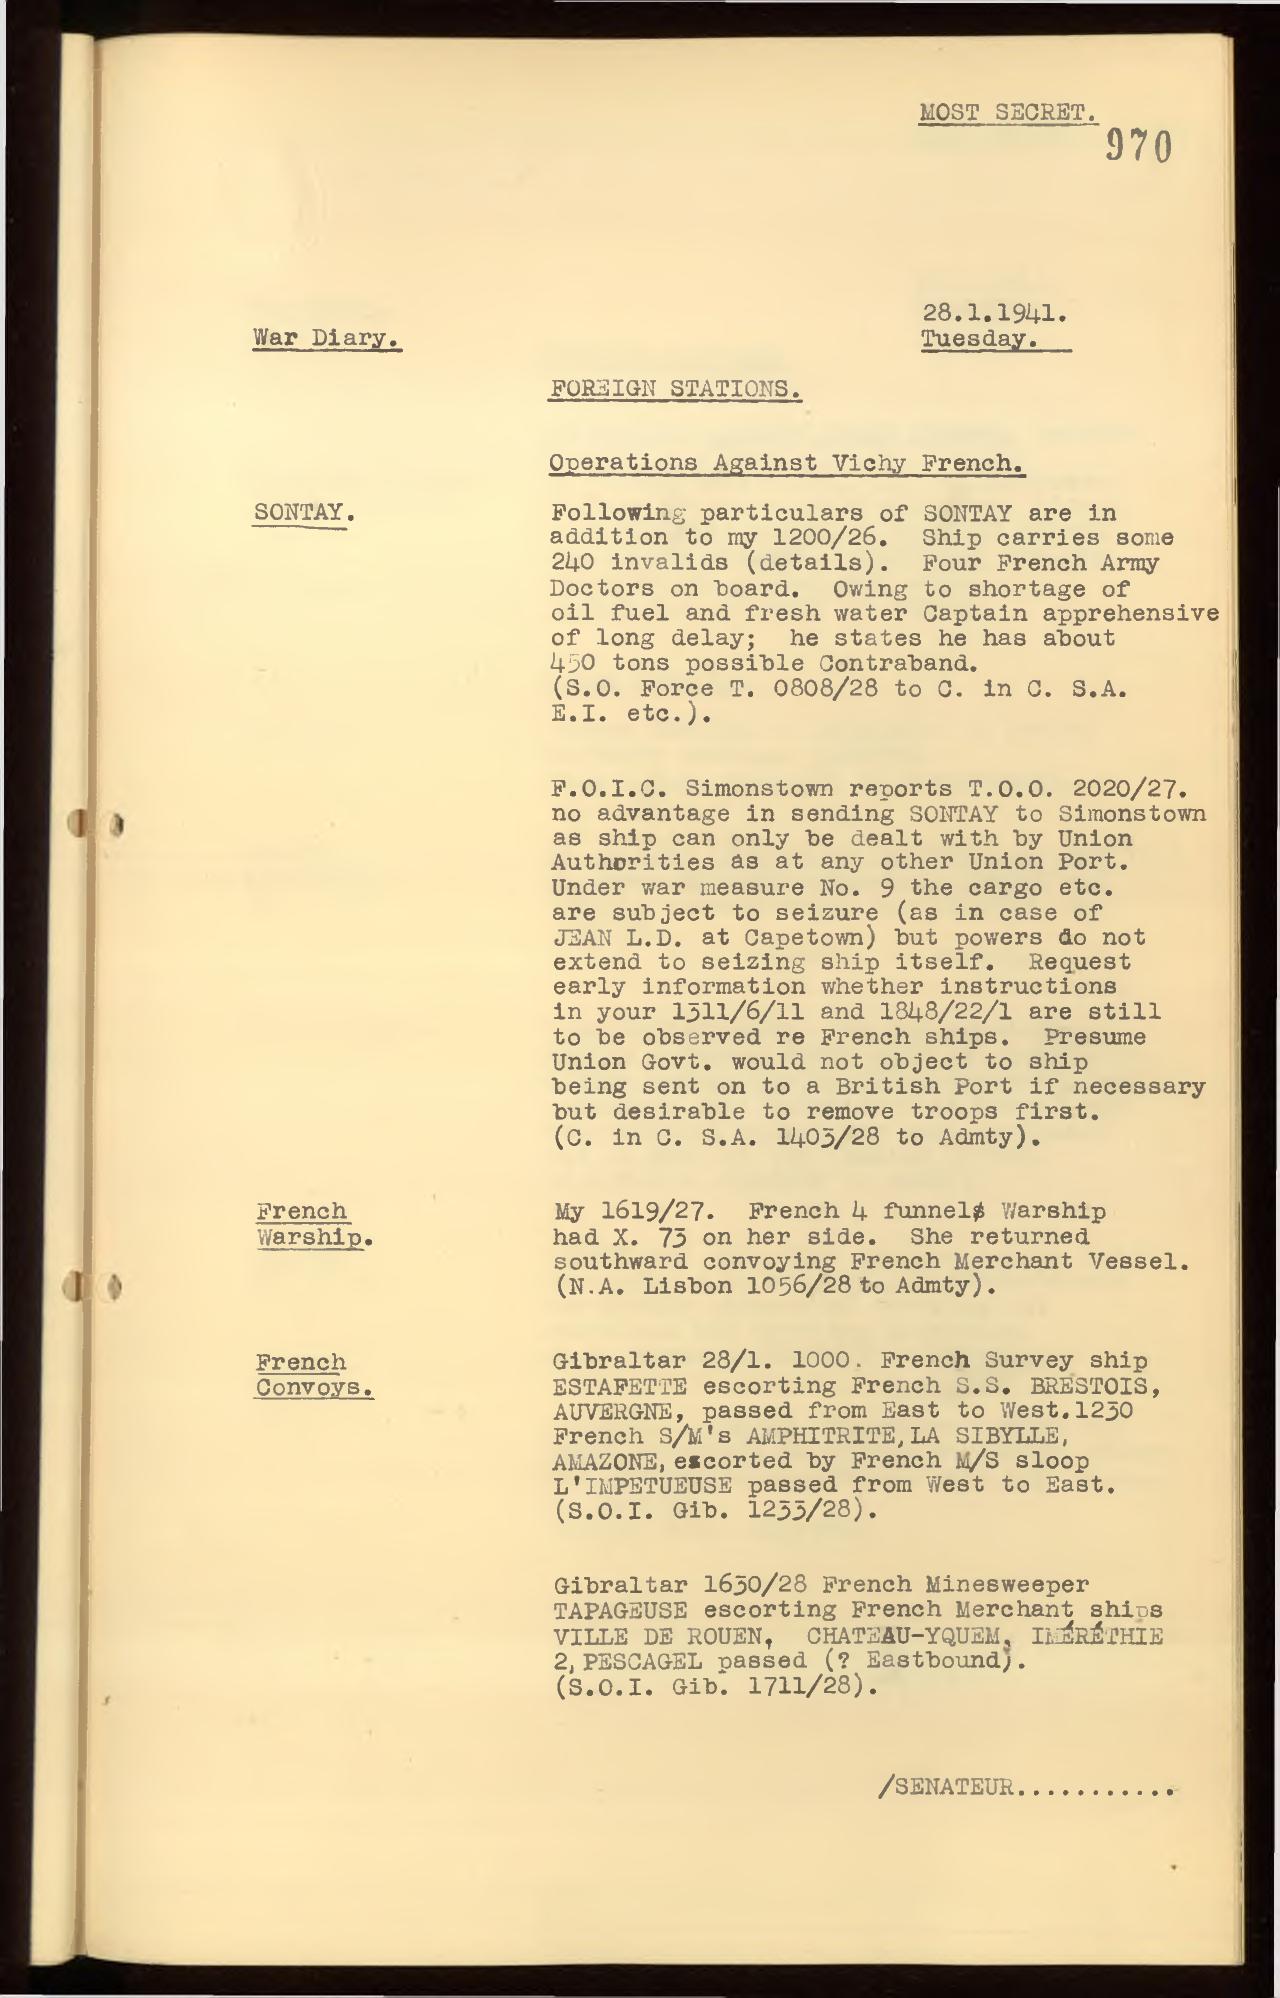 MOST SECRET.
970
28.1.1941.
War Diary.
Tuesday.
FOREIGN STATIONS.
Operations Against Vichy French.
SONTAY.
Following particulars of SONTAY are in
addition to my 1200/26. Ship carries some
240 invalids (details). Four French Army
Doctors on board. Owing to shortage of
oil fuel and fresh water Captain apprehensive
of long delay; he states he has about
450 tons possible Contraband.
(S.O. Force T. 0808/28 to C. in C. S.A.
E.I. etc.).
F.O.I.C. Simonstown reports T.O.O. 2020/27.
no advantage in sending SONTAY to Simonstown
as ship can only be dealt with by Union
Authorities as at any other Union Port.
Under war measure No. 9 the cargo etc.
are subject to seizure (as in case of
JEAN L.D. at Capetown) but powers do not
extend to seizing ship itself. Request
early information whether instructions
in your 1311/6/11 and 1848/22/1 are still
to be observed re French ships. Presume
Union Govt. would not object to ship
being sent on to a British Port if necessary
but desirable to remove troops first.
(C. in C. S.A. 1403/28 to Admty).
French
Warship.
My 1619/27. French 4 funnel Warship
had X. 73 on her side. She returned
southward convoying French Merchant Vessel.
(N.A. Lisbon 1056/28 to Admty).
French
Convoys.
Gibraltar 28/1. 1000. French Survey ship
ESTAFETTE escorting French S.S. BRESTOIS,
AUVERGNE, passed from East to West. 1230
French S/M's AMPHITRITE, LA SIBYLLE,
AMAZONE, escorted by French M/S sloop
L'IMPETUEUSE passed from West to East.
(S.O.I. Gib. 1233/28).
Gibraltar 1630/28 French Minesweeper
TAPAGEUSE escorting French Merchant ships
VILLE DE ROUEN, CHATEAU-YQUEM, IMÉRÉTHIE
2, PESCAGEL passed (? Eastbound).
(S.O.I. Gib. 1711/28).
/SENATEUR...........